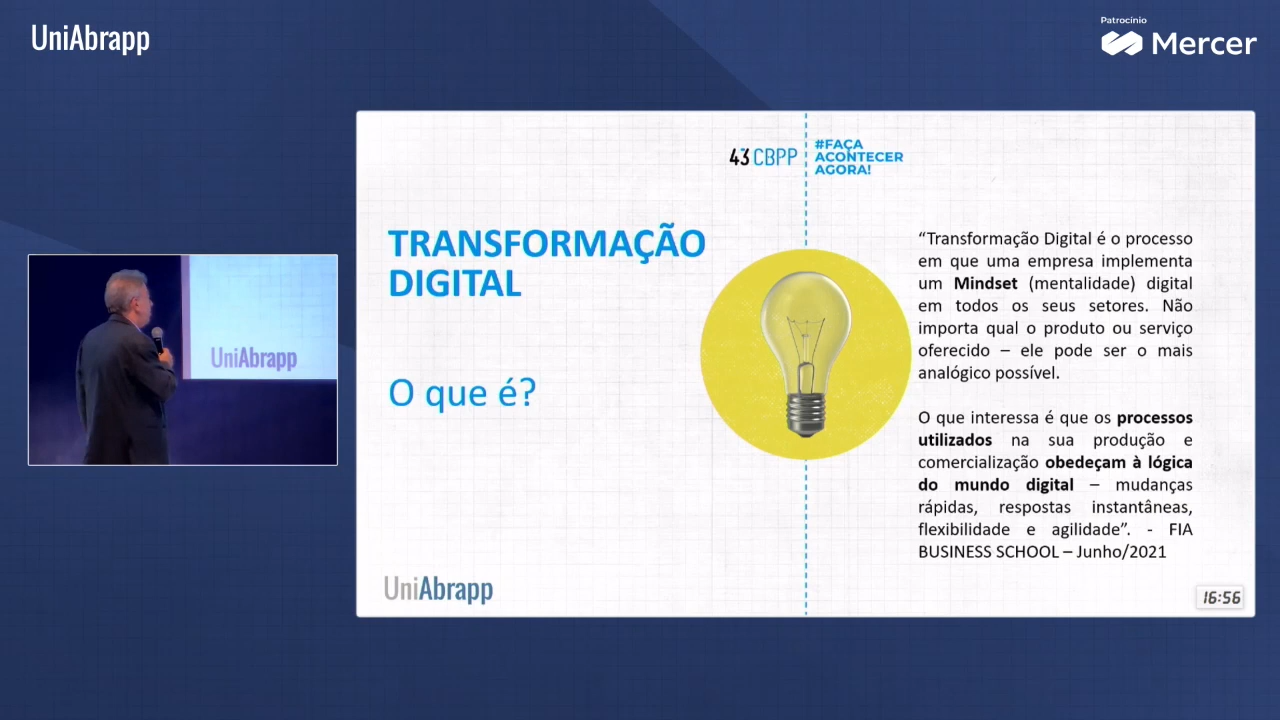 UniAbrapp
Patrocínio
Mercer
43 CBPP
#FAÇA
ACONTECER
AGORA!
TRANSFORMAÇÃO
DIGITAL
O que é?
“Transformação Digital é o processo
em que uma empresa implementa
um Mindset (mentalidade) digital
em todos os seus setores. Não
importa qual o produto ou serviço
oferecido – ele pode ser o mais
analógico possível.
O que interessa é que os processos
utilizados na sua produção e
comercialização obedeçam à lógica
do mundo digital – mudanças
rápidas, respostas instantâneas,
flexibilidade e agilidade”. - FIA
BUSINESS SCHOOL – Junho/2021
UniAbrapp
UniAbrapp
16:56